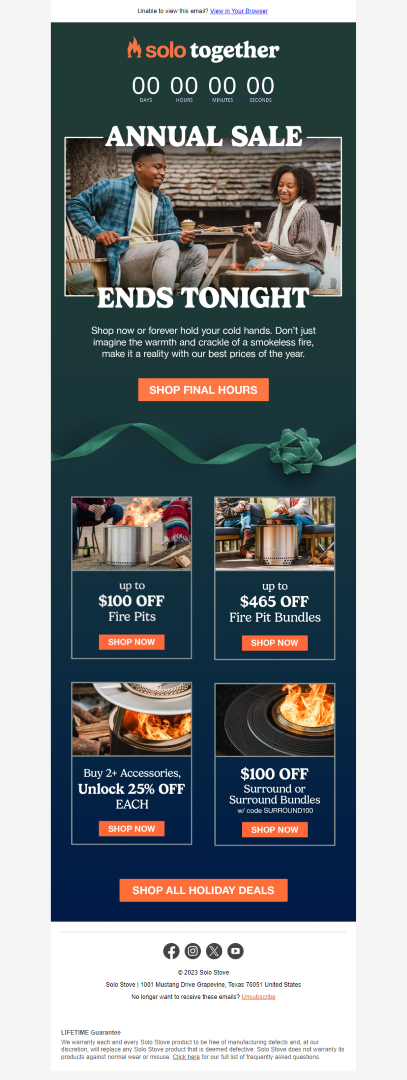 Unable to view this email? View in Your Browser
solo together
00 00 00 00
DAYS HOURS MINUTES SECONDS
ANNUAL SALE
ENDS TONIGHT
Shop now or forever hold your cold hands. Don't just
imagine the warmth and crackle of a smokeless fire,
make it a reality with our best prices of the year.
SHOP FINAL HOURS
up to
$100 OFF
Fire Pits
SHOP NOW
up to
$465 OFF
Fire Pit Bundles
SHOP NOW
Buy 2+ Accessories,
Unlock 25% OFF
EACH
SHOP NOW
$100 OFF
Surround or
Surround Bundles
w/ code SURROUND100
SHOP NOW
SHOP ALL HOLIDAY DEALS
© 2023 Solo Stove
Solo Stove | 1001 Mustang Drive Grapevine, Texas 76051 United States
No longer want to receive these emails? Unsubscribe
LIFETIME Guarantee
We warranty each and every Solo Stove product to be free of manufacturing defects and, at our
discretion, will replace any Solo Stove product that is deemed defective. Solo Stove does not warranty its
products against normal wear or misuse. Click here for our full list of frequently asked questions.